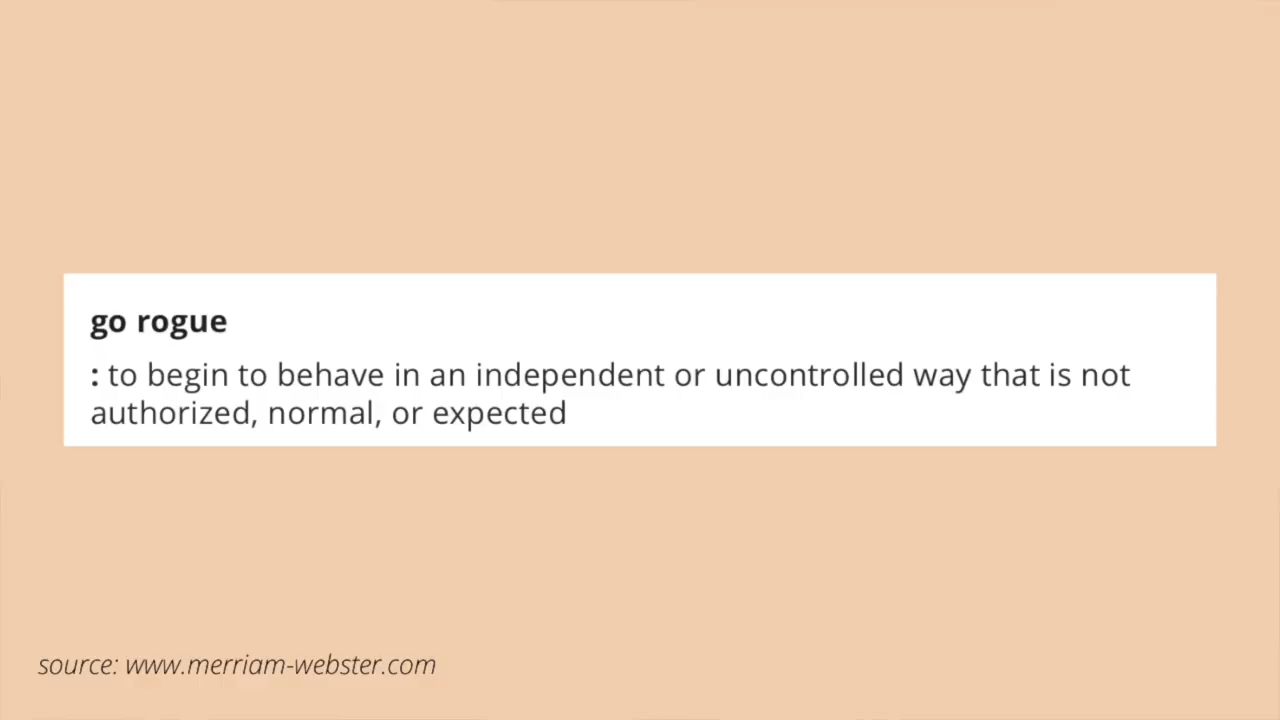 go rogue
: to begin to behave in an independent or uncontrolled way that is not
authorized, normal, or expected
source: www.merriam-webster.com